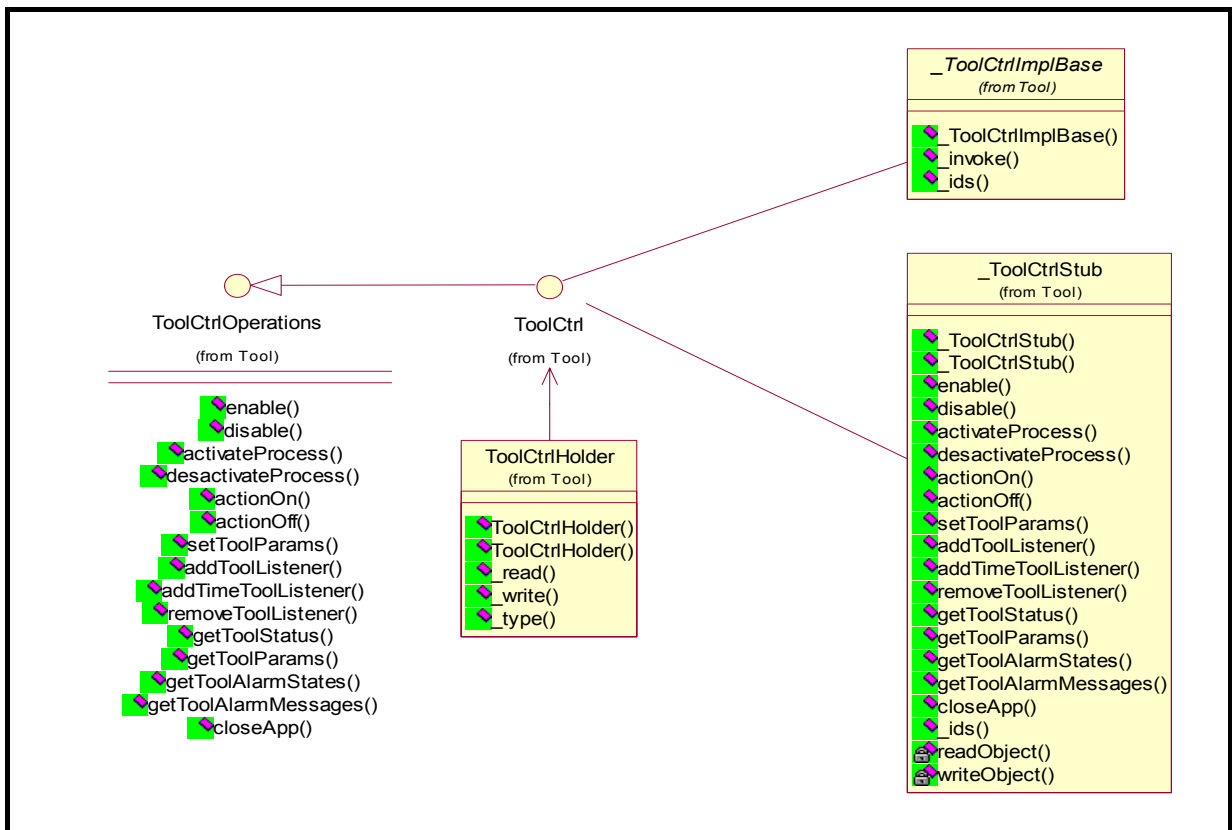 _ToolCtrlImplBase
(from Tool)
_ToolCtrlImplBase()
_invoke()
_ids()
ToolCtrlOperations
(from Tool)
enable()
disable()
activateProcess()
desactivateProcess()
actionOn()
actionOff()
setToolParams()
addToolListener()
addTimeToolListener()
removeToolListener()
getToolStatus()
getToolParams()
getToolAlarmStates()
getToolAlarmMessages()
closeApp()
ToolCtrl
(from Tool)
ToolCtrlHolder
(from Tool)
ToolCtrlHolder()
ToolCtrlHolder()
_read()
_write()
_type()
_ToolCtrlStub
(from Tool)
_ToolCtrlStub()
_ToolCtrlStub()
enable()
disable()
activateProcess()
desactivateProcess()
actionOn()
actionOff()
setToolParams()
addToolListener()
addTimeToolListener()
removeToolListener()
getToolStatus()
getToolParams()
getToolAlarmStates()
getToolAlarmMessages()
closeApp()
_ids()
readObject()
writeObject()